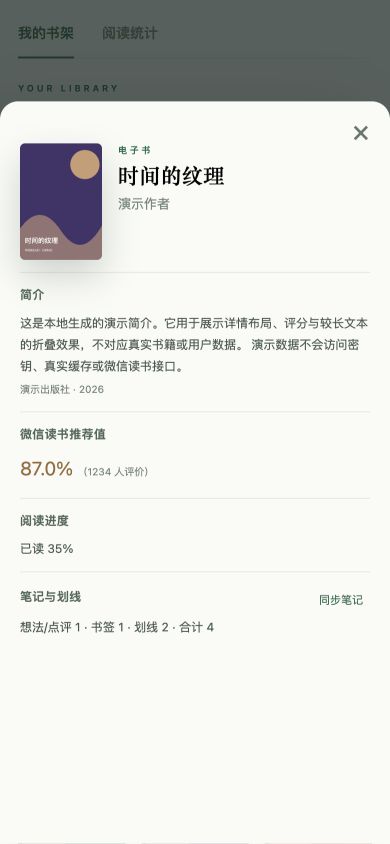 我的书架 阅读统计
YOUR LIBRARY
电子书
时间的纹理
演示作者
时间的纹理
简介
这是本地生成的演示简介。它用于展示详情布局、评分与较长文本
的折叠效果，不对应真实书籍或用户数据。 演示数据不会访问密
钥、真实缓存或微信读书接口。
演示出版社 · 2026
微信读书推荐值
87.0% （1234 人评价）
阅读进度
已读 35%
笔记与划线 同步笔记
想法/点评 1 · 书签 1 · 划线 2 · 合计 4